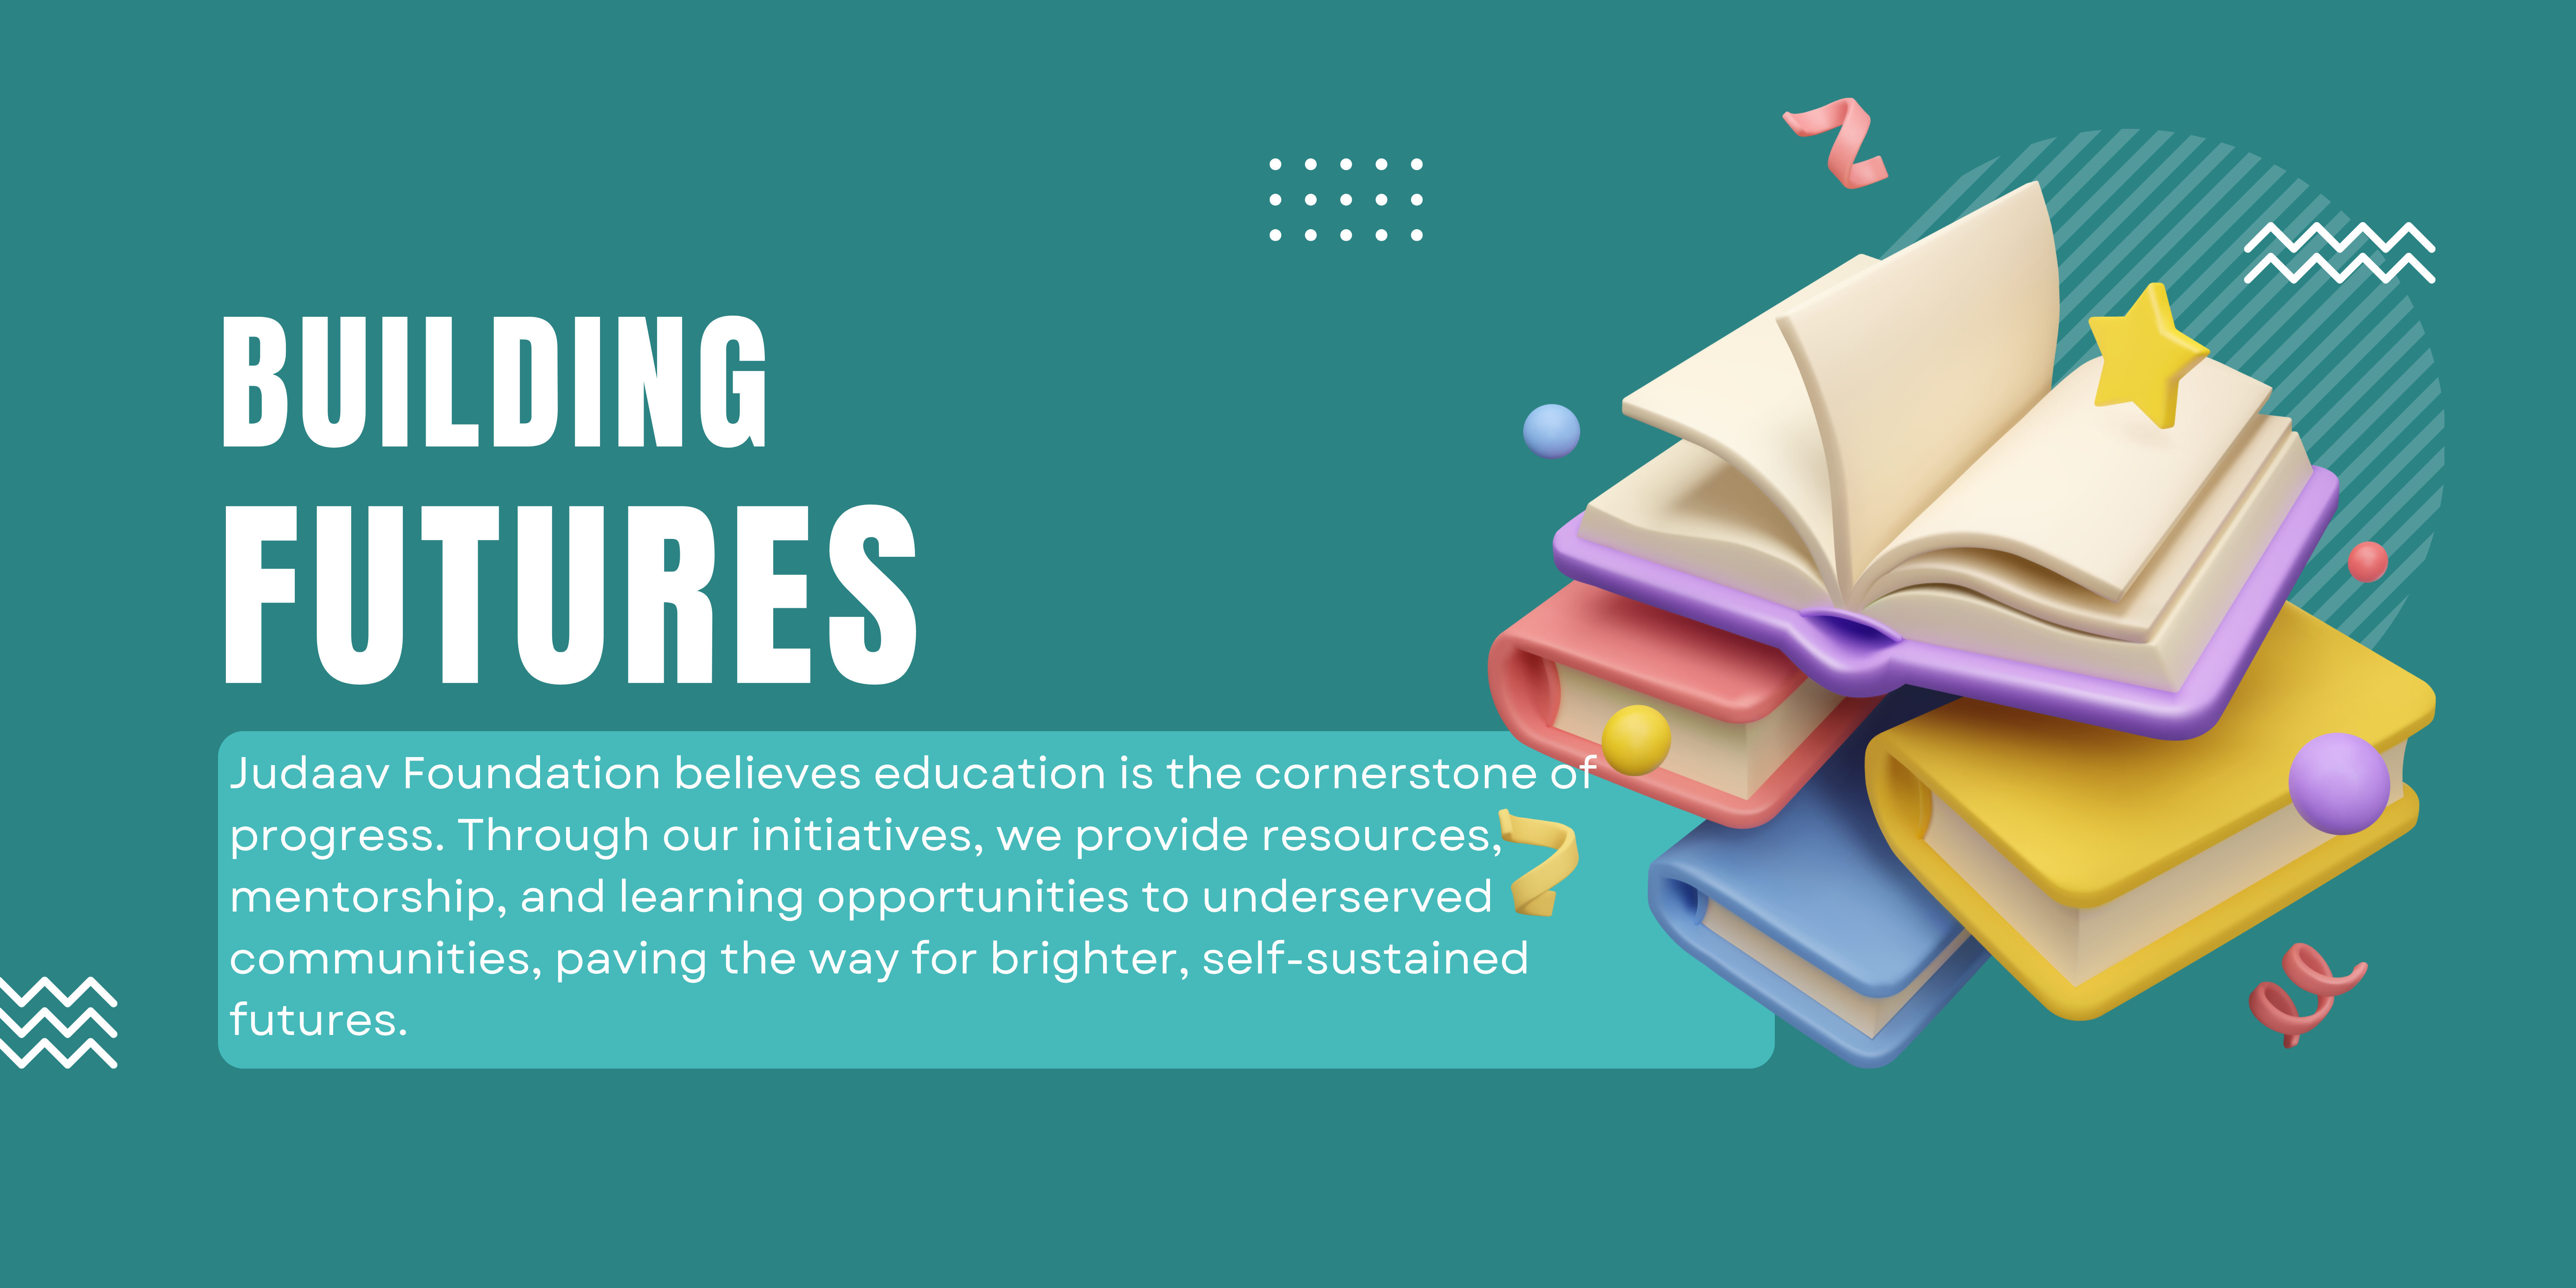 BUILDING
FUTURES
Judaav Foundation believes education is the cornerstone of
progress. Through our initiatives, we provide resources,
mentorship, and learning opportunities to underserved
communities, paving the way for brighter, self-sustained
futures.